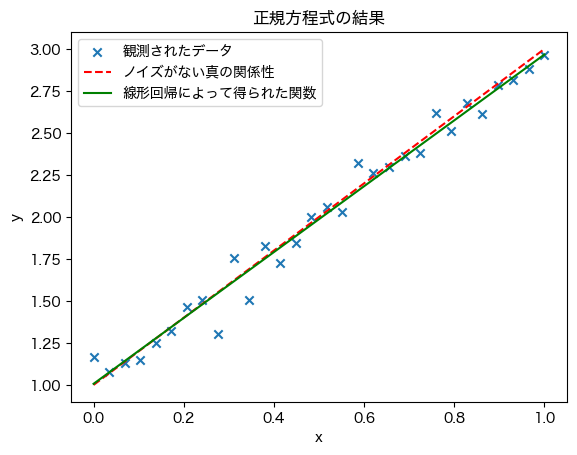 正規方程式の結果
観測されたデータ
ノイズがない真の関係性
線形回帰によって得られた関数
3.00
2.75
2.50
2.25
2.00
1.75
1.50
1.25
1.00
y
0.0 0.2 0.4 0.6 0.8 1.0
x